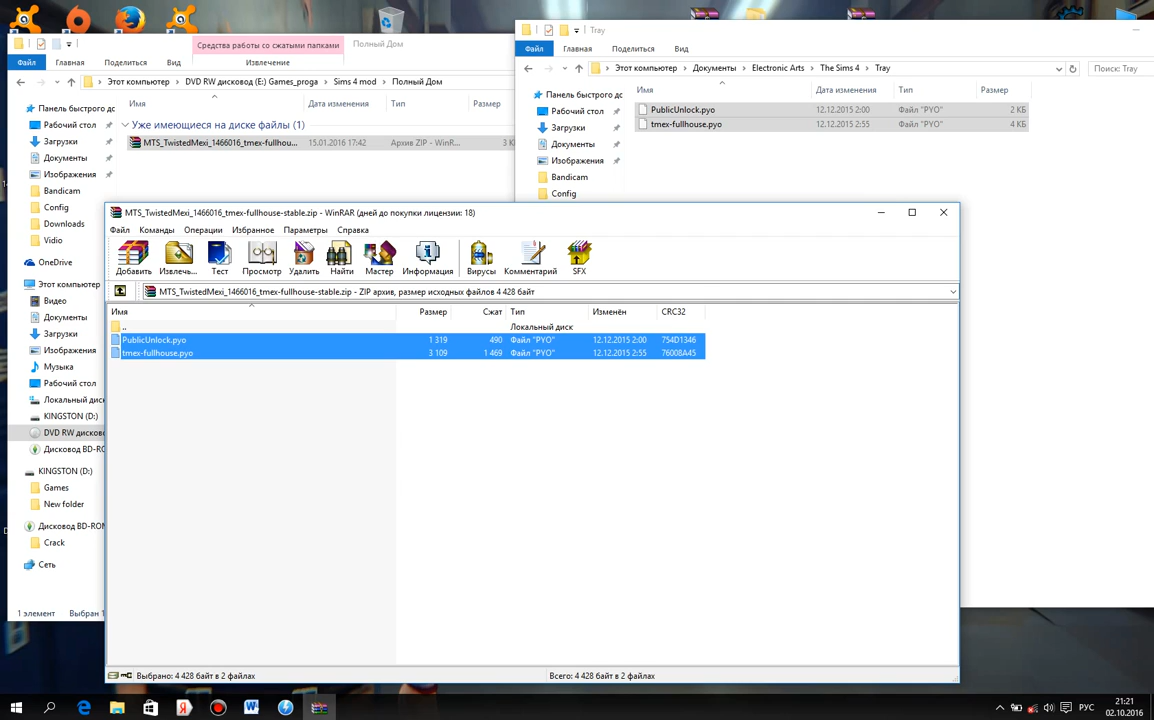 Средства работы со сжатыми папками
Полный Дом
Файл Главная Поделиться Вид Извлечение
Этот компьютер DVD RW дисковод (E:) Games_proga Sims 4 mod Полный Дом
Имя Дата изменения Тип Размер
Уже имеющиеся на диске файлы (1)
MTS_TwistedMexi_1466016_tmex-fullhou... 15.01.2016 17:42 Архив ZIP - WinR...
Панель быстрого дс
Рабочий стол
Загрузки
Документы
Изображения
Bandicam
Config
Downloads
Vidio
OneDrive
Этот компьютер
Видео
Документы
Загрузки
Изображения
Музыка
Рабочий стол
Локальный диск
KINGSTON (D:)
DVD RW дисков
Дисковод BD-RO
KINGSTON (D:)
Games
New folder
Дисковод BD-ROM
Crack
Сеть
1 элемент Выбран 1
Tray
Файл Главная Поделиться Вид
Этот компьютер Документы Electronic Arts The Sims 4 Tray
Поиск: Tray
Имя Дата изменения Тип Размер
PublicUnlock.pyo 12.12.2015 2:00 Файл "PYO" 2 КБ
tmex-fullhouse.pyo 12.12.2015 2:55 Файл "PYO" 4 КБ
Панель быстрого дс
Рабочий стол
Загрузки
Документы
Изображения
Bandicam
Config
MTS_TwistedMexi_1466016_tmex-fullhouse-stable.zip - WinRAR (дней до покупки лицензии: 18)
Файл Команды Операции Избранное Параметры Справка
Добавить Извлечь... Тест Просмотр Удалить Найти Мастер Информация Вирусы Комментарий SFX
MTS_TwistedMexi_1466016_tmex-fullhouse-stable.zip - ZIP архив, размер исходных файлов 4 428 байт
Имя Размер Сжат Тип Изменён CRC32
.. Локальный диск
PublicUnlock.pyo 1 319 490 Файл "PYO" 12.12.2015 2:00 754D1346
tmex-fullhouse.pyo 3 109 1 469 Файл "PYO" 12.12.2015 2:55 76008A45
Выбрано: 4 428 байт в 2 файлах
Всего: 4 428 байт в 2 файлах
РУС
21:21
02.10.2016